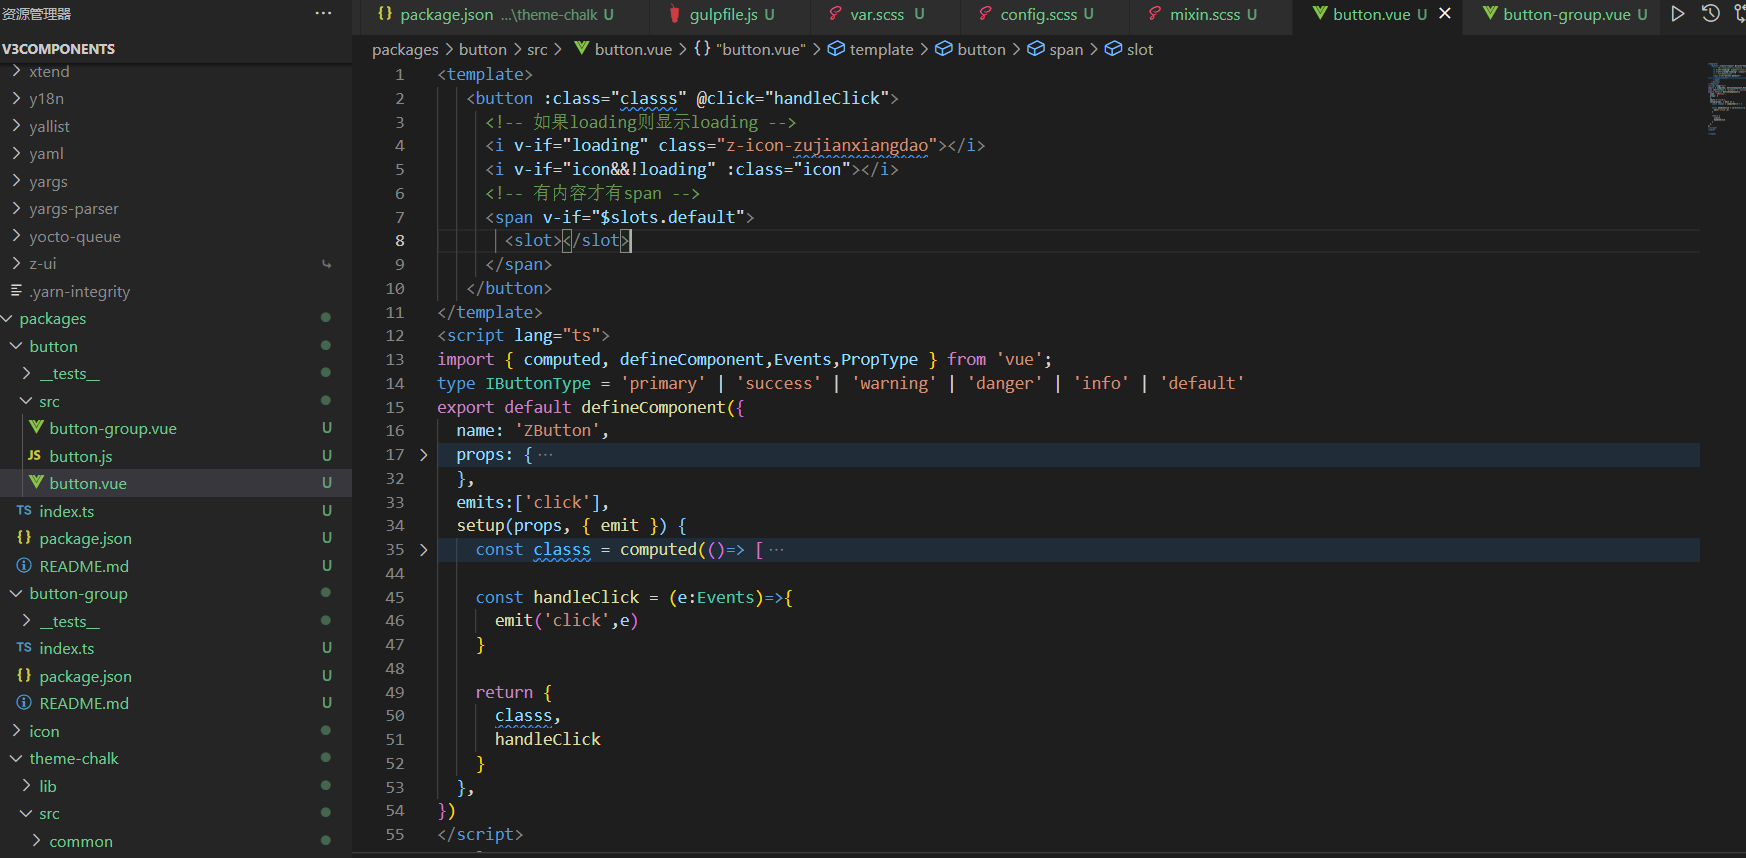 资源管理器 ···
V3COMPONENTS
xtend
y18n
yallist
yaml
yargs
yargs-parser
yocto-queue
z-ui
.yarn-integrity
packages
button
__tests__
src
button-group.vue U
JS button.js U
button.vue U
TS index.ts U
{} package.json U
README.md U
button-group
__tests__
TS index.ts U
{} package.json U
README.md U
icon
theme-chalk
lib
src
common
{} package.json ...\theme-chalk U
gulpfile.js U
var.scss U
config.scss U
mixin.scss U
button.vue U
button-group.vue U
packages > button > src > button.vue > {} "button.vue" > template > button > span > slot
1 <template>
2 <button :class="classs" @click="handleClick">
3 <!-- 如果loading则显示loading -->
4 <i v-if="loading" class="z-icon-zujianxiangdao"></i>
5 <i v-if="icon&&!loading" :class="icon"></i>
6 <!-- 有内容才有span -->
7 <span v-if="$slots.default">
8 <slot></slot>
9 </span>
10 </button>
11 </template>
12 <script lang="ts">
13 import { computed, defineComponent,Events,PropType } from 'vue';
14 type IButtonType = 'primary' | 'success' | 'warning' | 'danger' | 'info' | 'default'
15 export default defineComponent({
16 name: 'ZButton',
17 props: { ···
32 },
33 emits:['click'],
34 setup(props, { emit }) {
35 const classs = computed(()=> [ ···
44
45 const handleClick = (e:Events)=>{
46 emit('click',e)
47 }
48
49 return {
50 classs,
51 handleClick
52 }
53 },
54 })
55 </script>